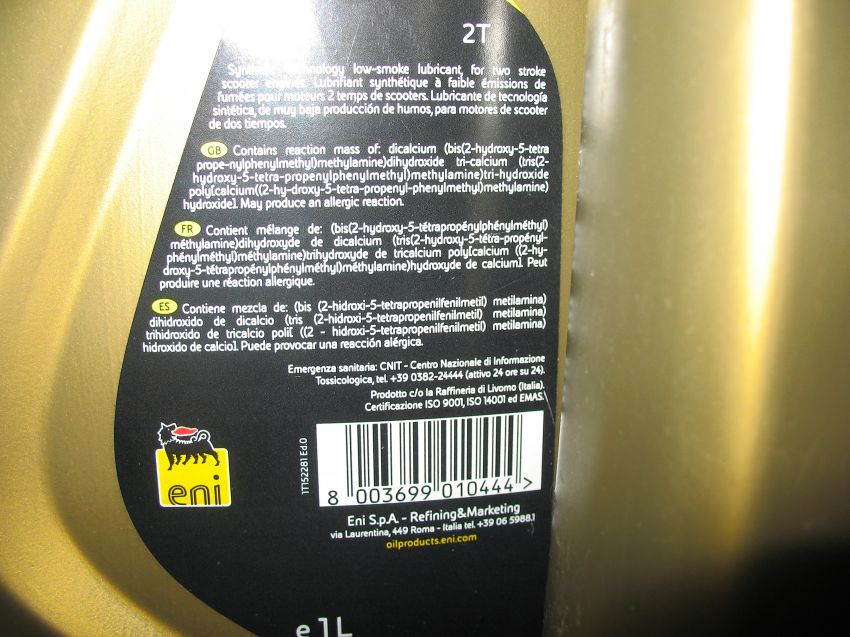 2T
low-smoke lubricant, for two stroke
scooter engines. Lubrifiant synthétique à faible émissions de
fumées pour moteurs 2 temps de scooters. Lubricante de tecnología
sintética, de muy baja producción de humos, para motores de scooter
de dos tiempos.
GB Contains reaction mass of: dicalcium (bis(2-hydroxy-5-tetra
prope-nylphenylmethyl)methylamine)dihydroxide tri-calcium (tris(2-
hydroxy-5-tetra-propenylphenylmethyl)methylamine)tri-hydroxide
poly[calcium((2-hy-droxy-5-tetra-propenyl-phenylmethyl)methylamine)
hydroxide]. May produce an allergic reaction.
FR Contient mélange de: (bis(2-hydroxy-5-tétrapropénylphénylméthyl)
méthylamine)dihydroxyde de dicalcium (tris(2-hydroxy-5-tétra-propényl-
phénylméthyl)méthylamine)trihydroxyde de tricalcium poly[calcium ((2-hy-
droxy-5-tétrapropénylphénylméthyl)méthylamine)hydroxyde de calcium]. Peut
produire une réaction allergique.
ES Contiene mezcla de: (bis (2-hidroxi-5-tetrapropenilfenilmetil) metilamina)
dihidroxido de dicalcio (tris (2-hidroxi-5-tetrapropenilfenilmetil) metilamina)
trihidroxido de tricalcio poli[ ((2 - hidroxi-5-tetrapropenilfenilmetil) metilamina)
hidroxido de calcio]. Puede provocar una reacción alérgica.
Emergenza sanitaria: CNIT - Centro Nazionale di Informazione
Tossicologica, tel. +39 0382-24444 (attivo 24 ore su 24).
Prodotto c/o la Raffineria di Livorno (Italia).
Certificazione ISO 9001, ISO 14001 ed EMAS.
1T152281 Ed.0
eni
8 003699 010444 >
Eni S.p.A. - Refining&Marketing
via Laurentina, 449 Roma - Italia tel. +39 06 5988.1
oilproducts.eni.com
e 1L